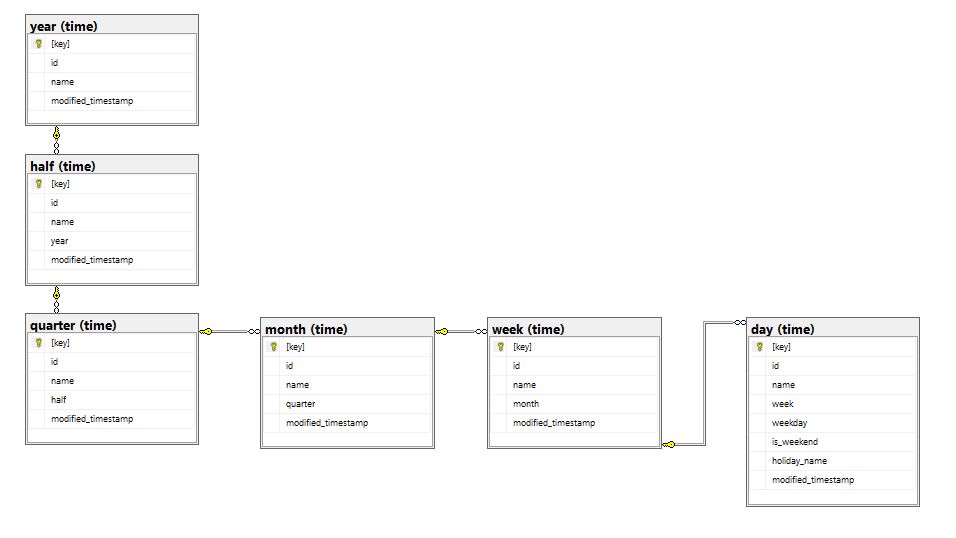 year (time)
[key]
id
name
modified_timestamp
half (time)
[key]
id
name
year
modified_timestamp
quarter (time)
[key]
id
name
half
modified_timestamp
month (time)
[key]
id
name
quarter
modified_timestamp
week (time)
[key]
id
name
month
modified_timestamp
day (time)
[key]
id
name
week
weekday
is_weekend
holiday_name
modified_timestamp